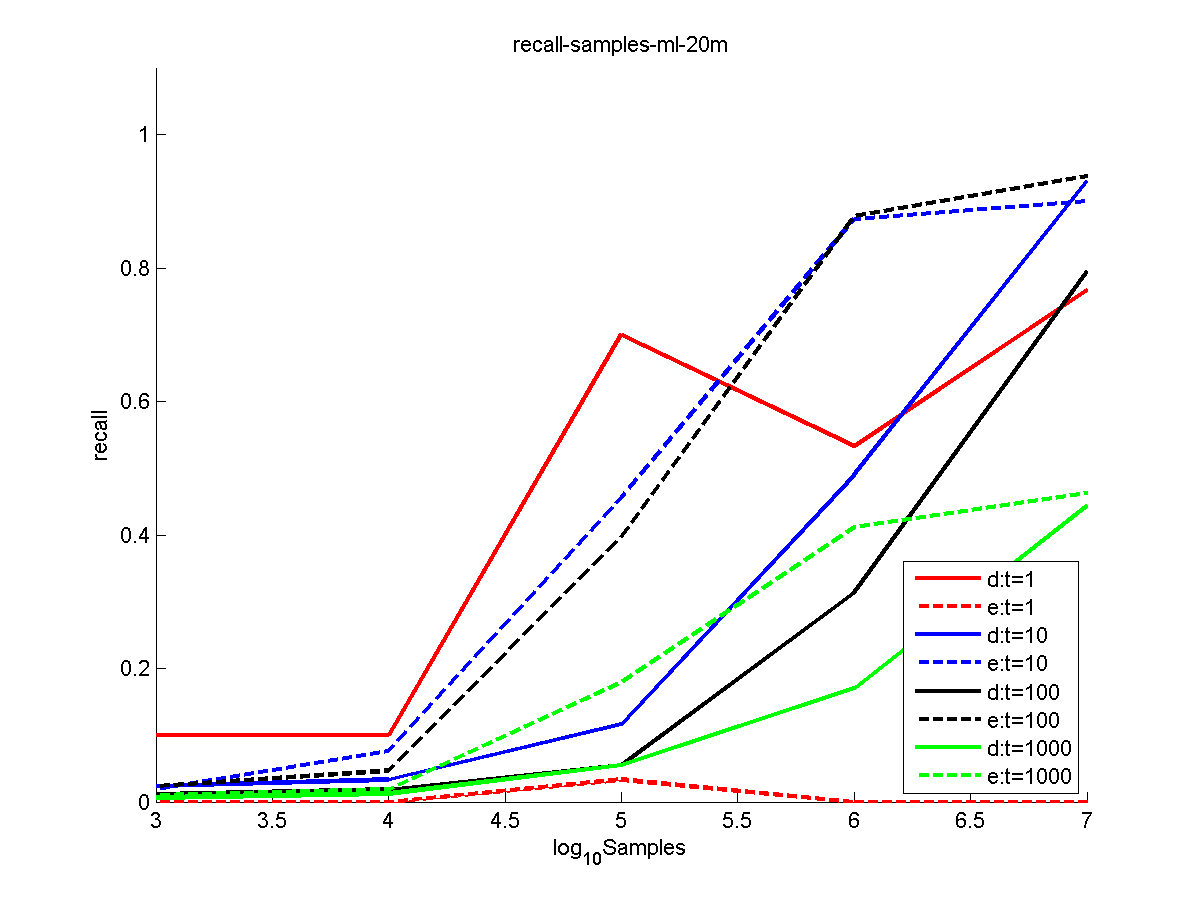 recall-samples-ml-20m
1
0.8
0.6
0.4
0.2
0
recall
3 3.5 4 4.5 5 5.5 6 6.5 7
log10Samples
d:t=1
e:t=1
d:t=10
e:t=10
d:t=100
e:t=100
d:t=1000
e:t=1000